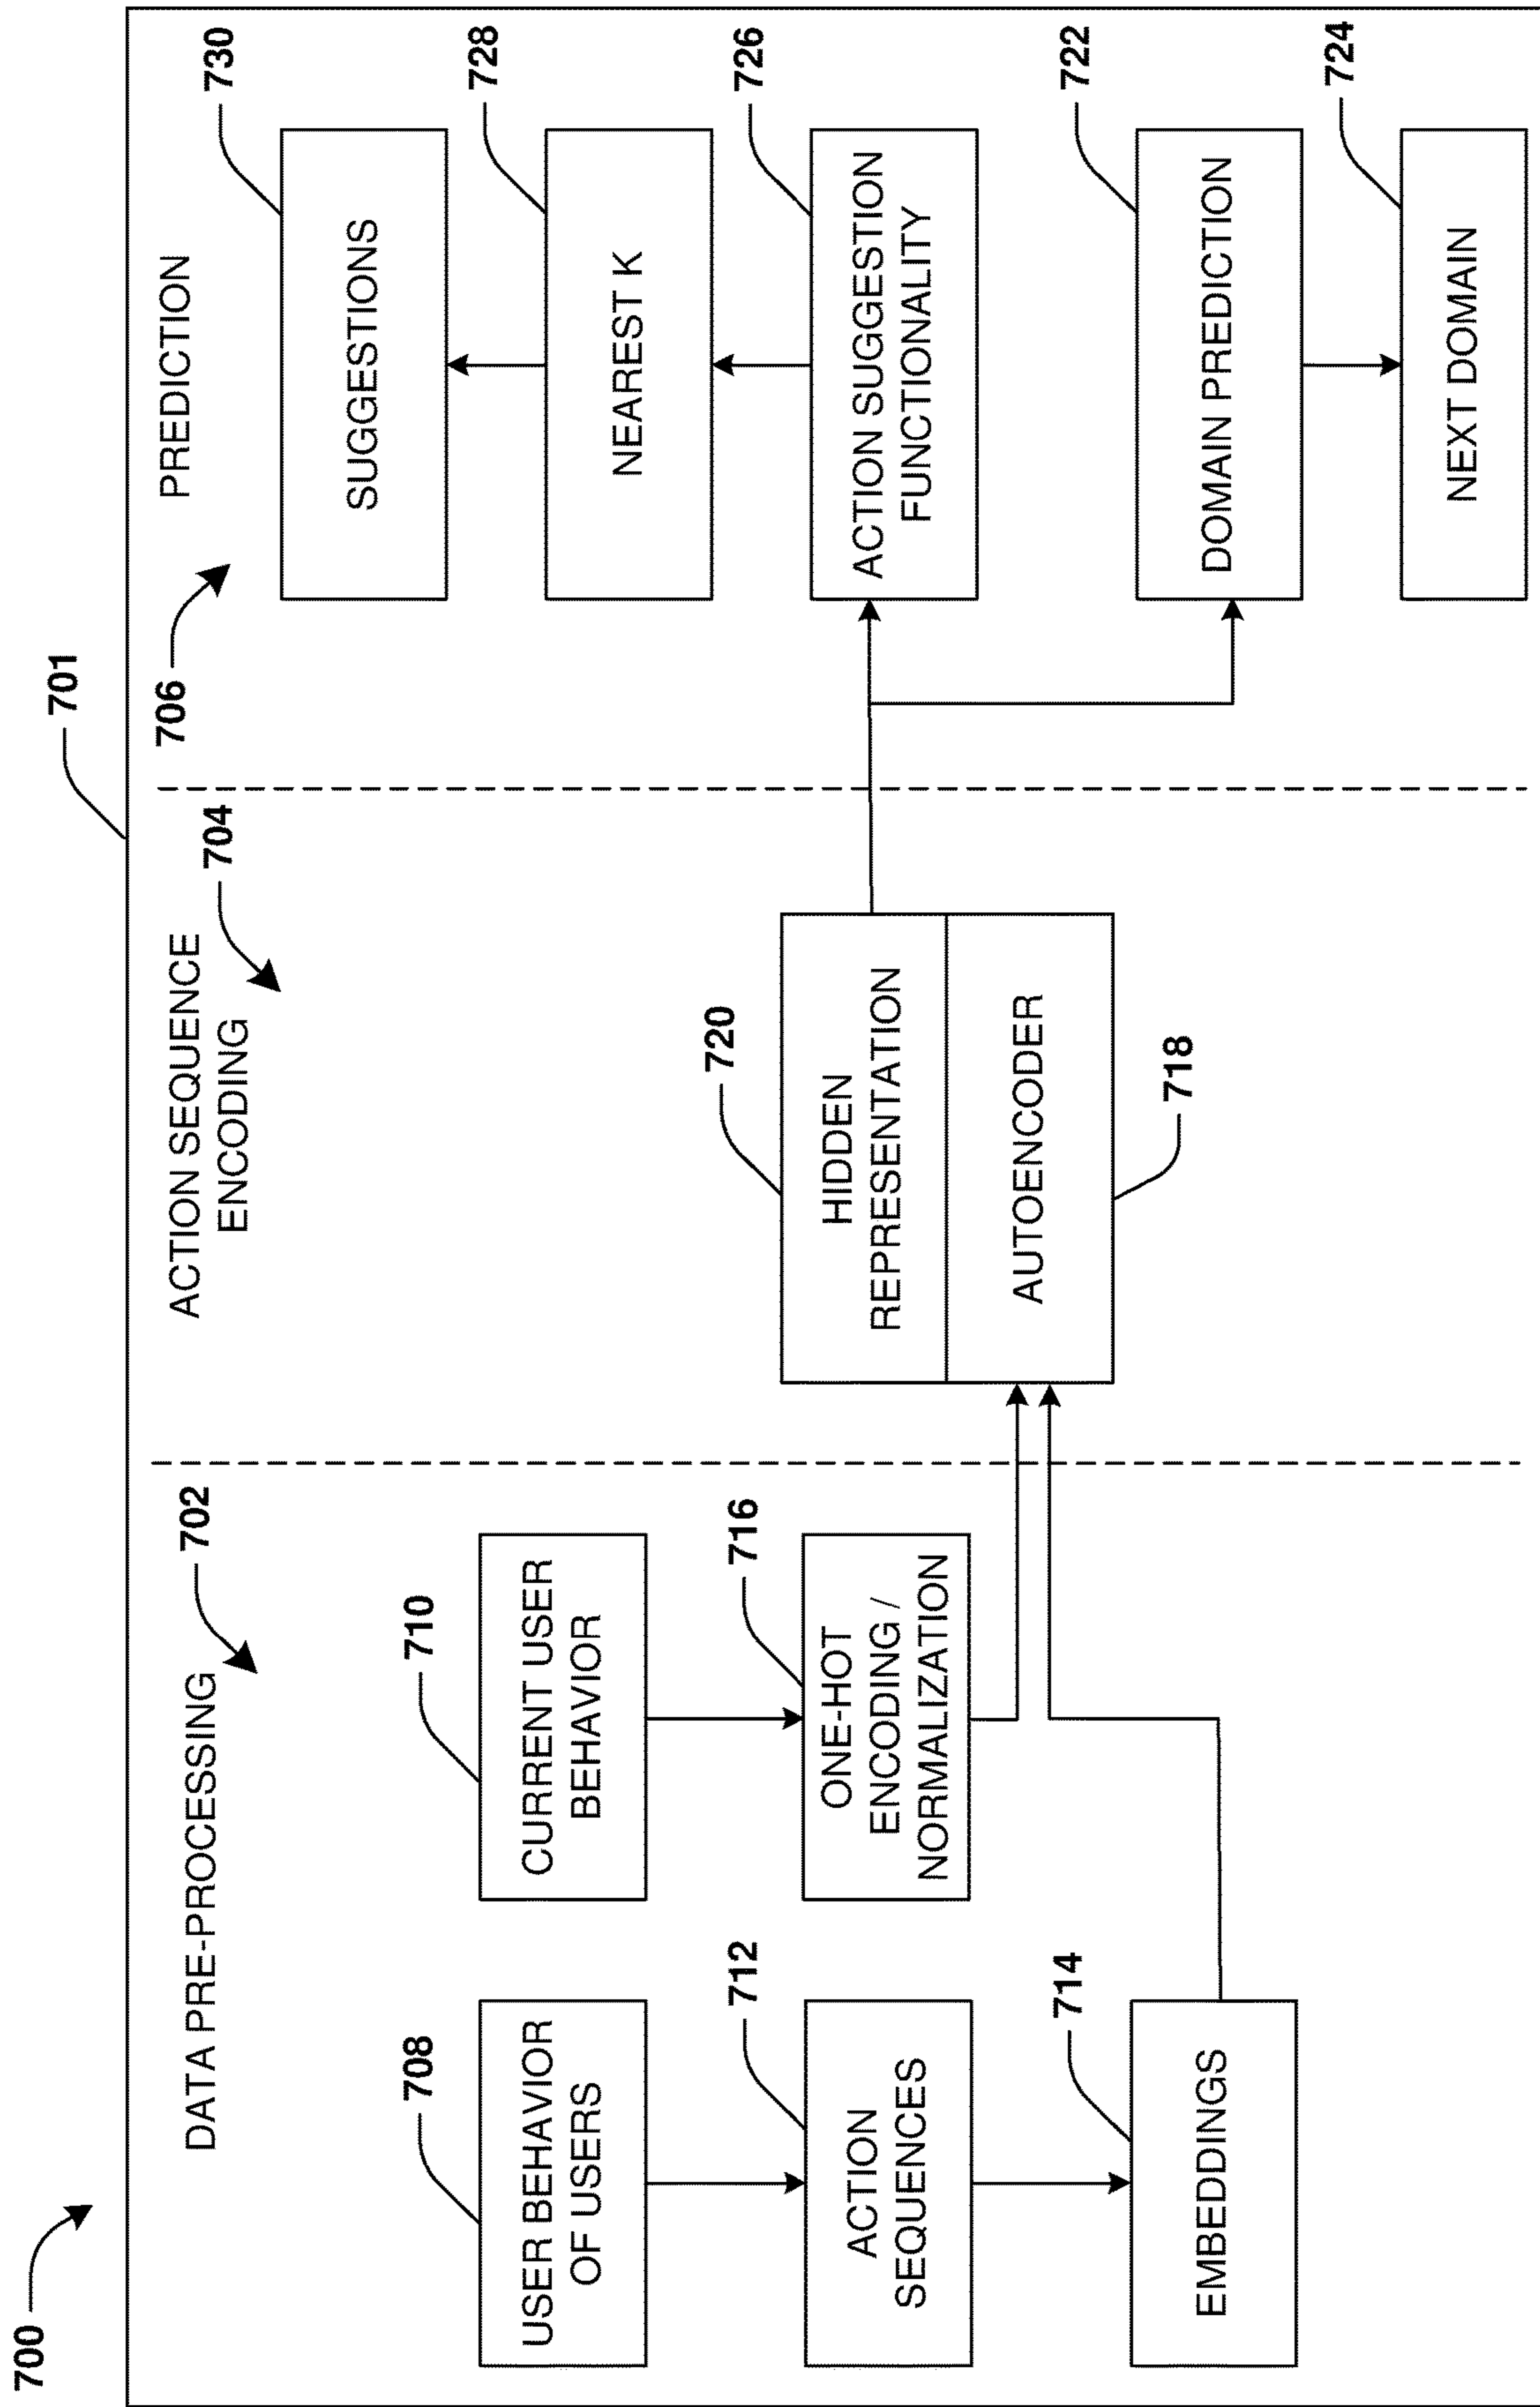 700
701
DATA PRE-PROCESSING
702
708
USER BEHAVIOR
OF USERS
710
CURRENT USER
BEHAVIOR
712
ACTION
SEQUENCES
716
ONE-HOT
ENCODING /
NORMALIZATION
714
EMBEDDINGS
ACTION SEQUENCE
ENCODING
704
720
HIDDEN
REPRESENTATION
AUTOENCODER
718
706
PREDICTION
730
SUGGESTIONS
728
NEAREST K
726
ACTION SUGGESTION
FUNCTIONALITY
722
DOMAIN PREDICTION
724
NEXT DOMAIN